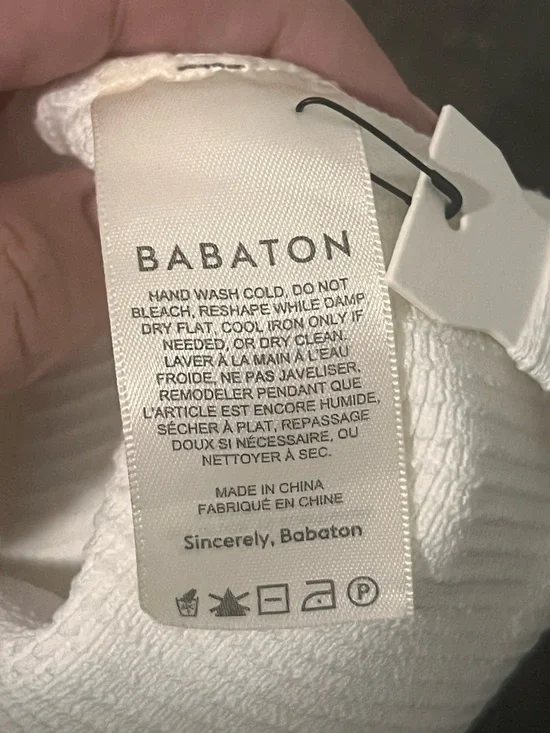 BABATON
HAND WASH COLD, DO NOT
BLEACH, RESHAPE WHILE DAMP,
DRY FLAT, COOL IRON ONLY IF
NEEDED, OR DRY CLEAN.
LAVER À LA MAIN À L'EAU
FROIDE, NE PAS JAVELISER,
REMODELER PENDANT QUE
L'ARTICLE EST ENCORE HUMIDE,
SÉCHER À PLAT, REPASSAGE
DOUX SI NÉCESSAIRE, OU
NETTOYER À SEC.
MADE IN CHINA
FABRIQUÉ EN CHINE
Sincerely, Babaton
P